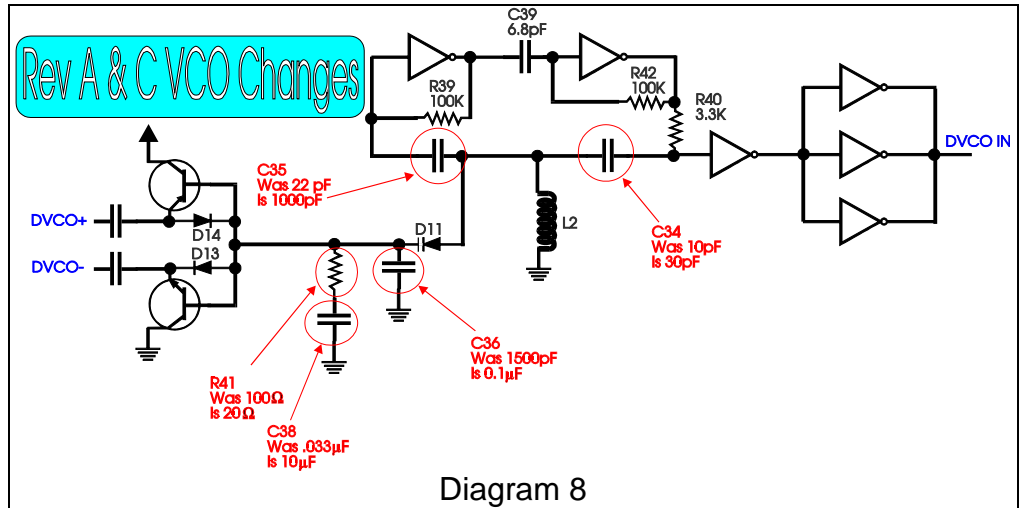 Rev A & C VCO Changes
C39
6.8pF
R39
100K
R42
100K
R40
3.3K
DVCO IN
C35
Was 22 pF
Is 1000pF
DVCO+
D14
D11
L2
C34
Was 10pF
Is 30pF
DVCO-
D13
C36
Was 1500pF
Is 0.1µF
R41
Was 100Ω
Is 20Ω
C38
Was .033µF
Is 10µF
Diagram 8